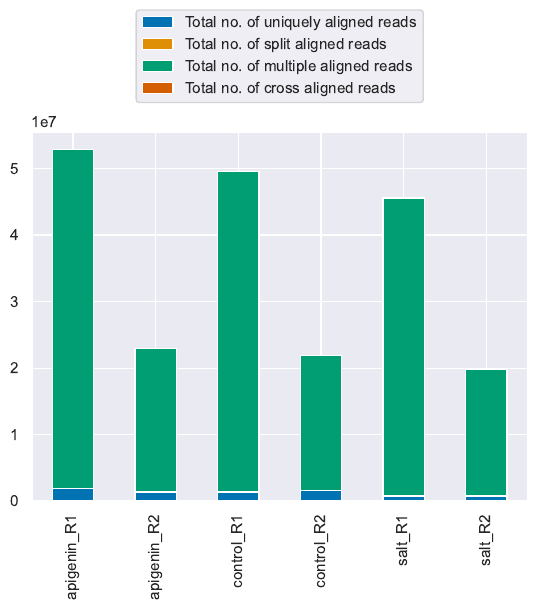 Total no. of uniquely aligned reads
Total no. of split aligned reads
Total no. of multiple aligned reads
Total no. of cross aligned reads
1e7
5
4
3
2
1
0
apigenin_R1
apigenin_R2
control_R1
control_R2
salt_R1
salt_R2